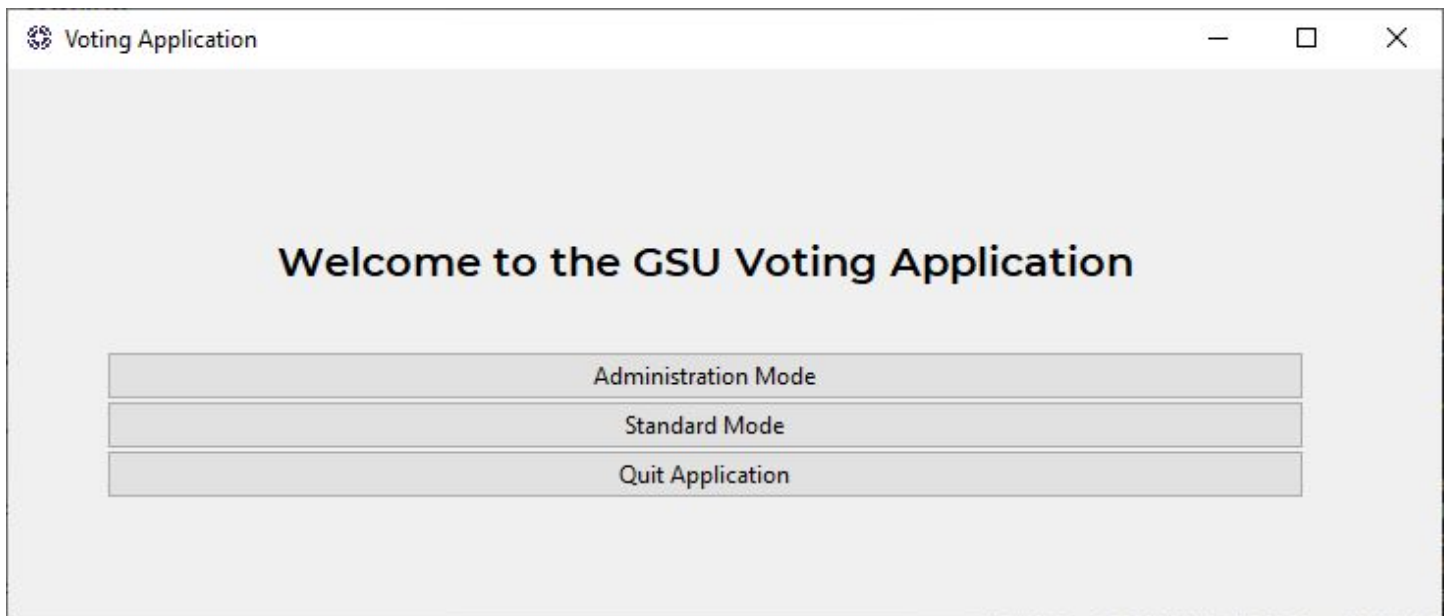 Voting Application
Welcome to the GSU Voting Application
Administration Mode
Standard Mode
Quit Application